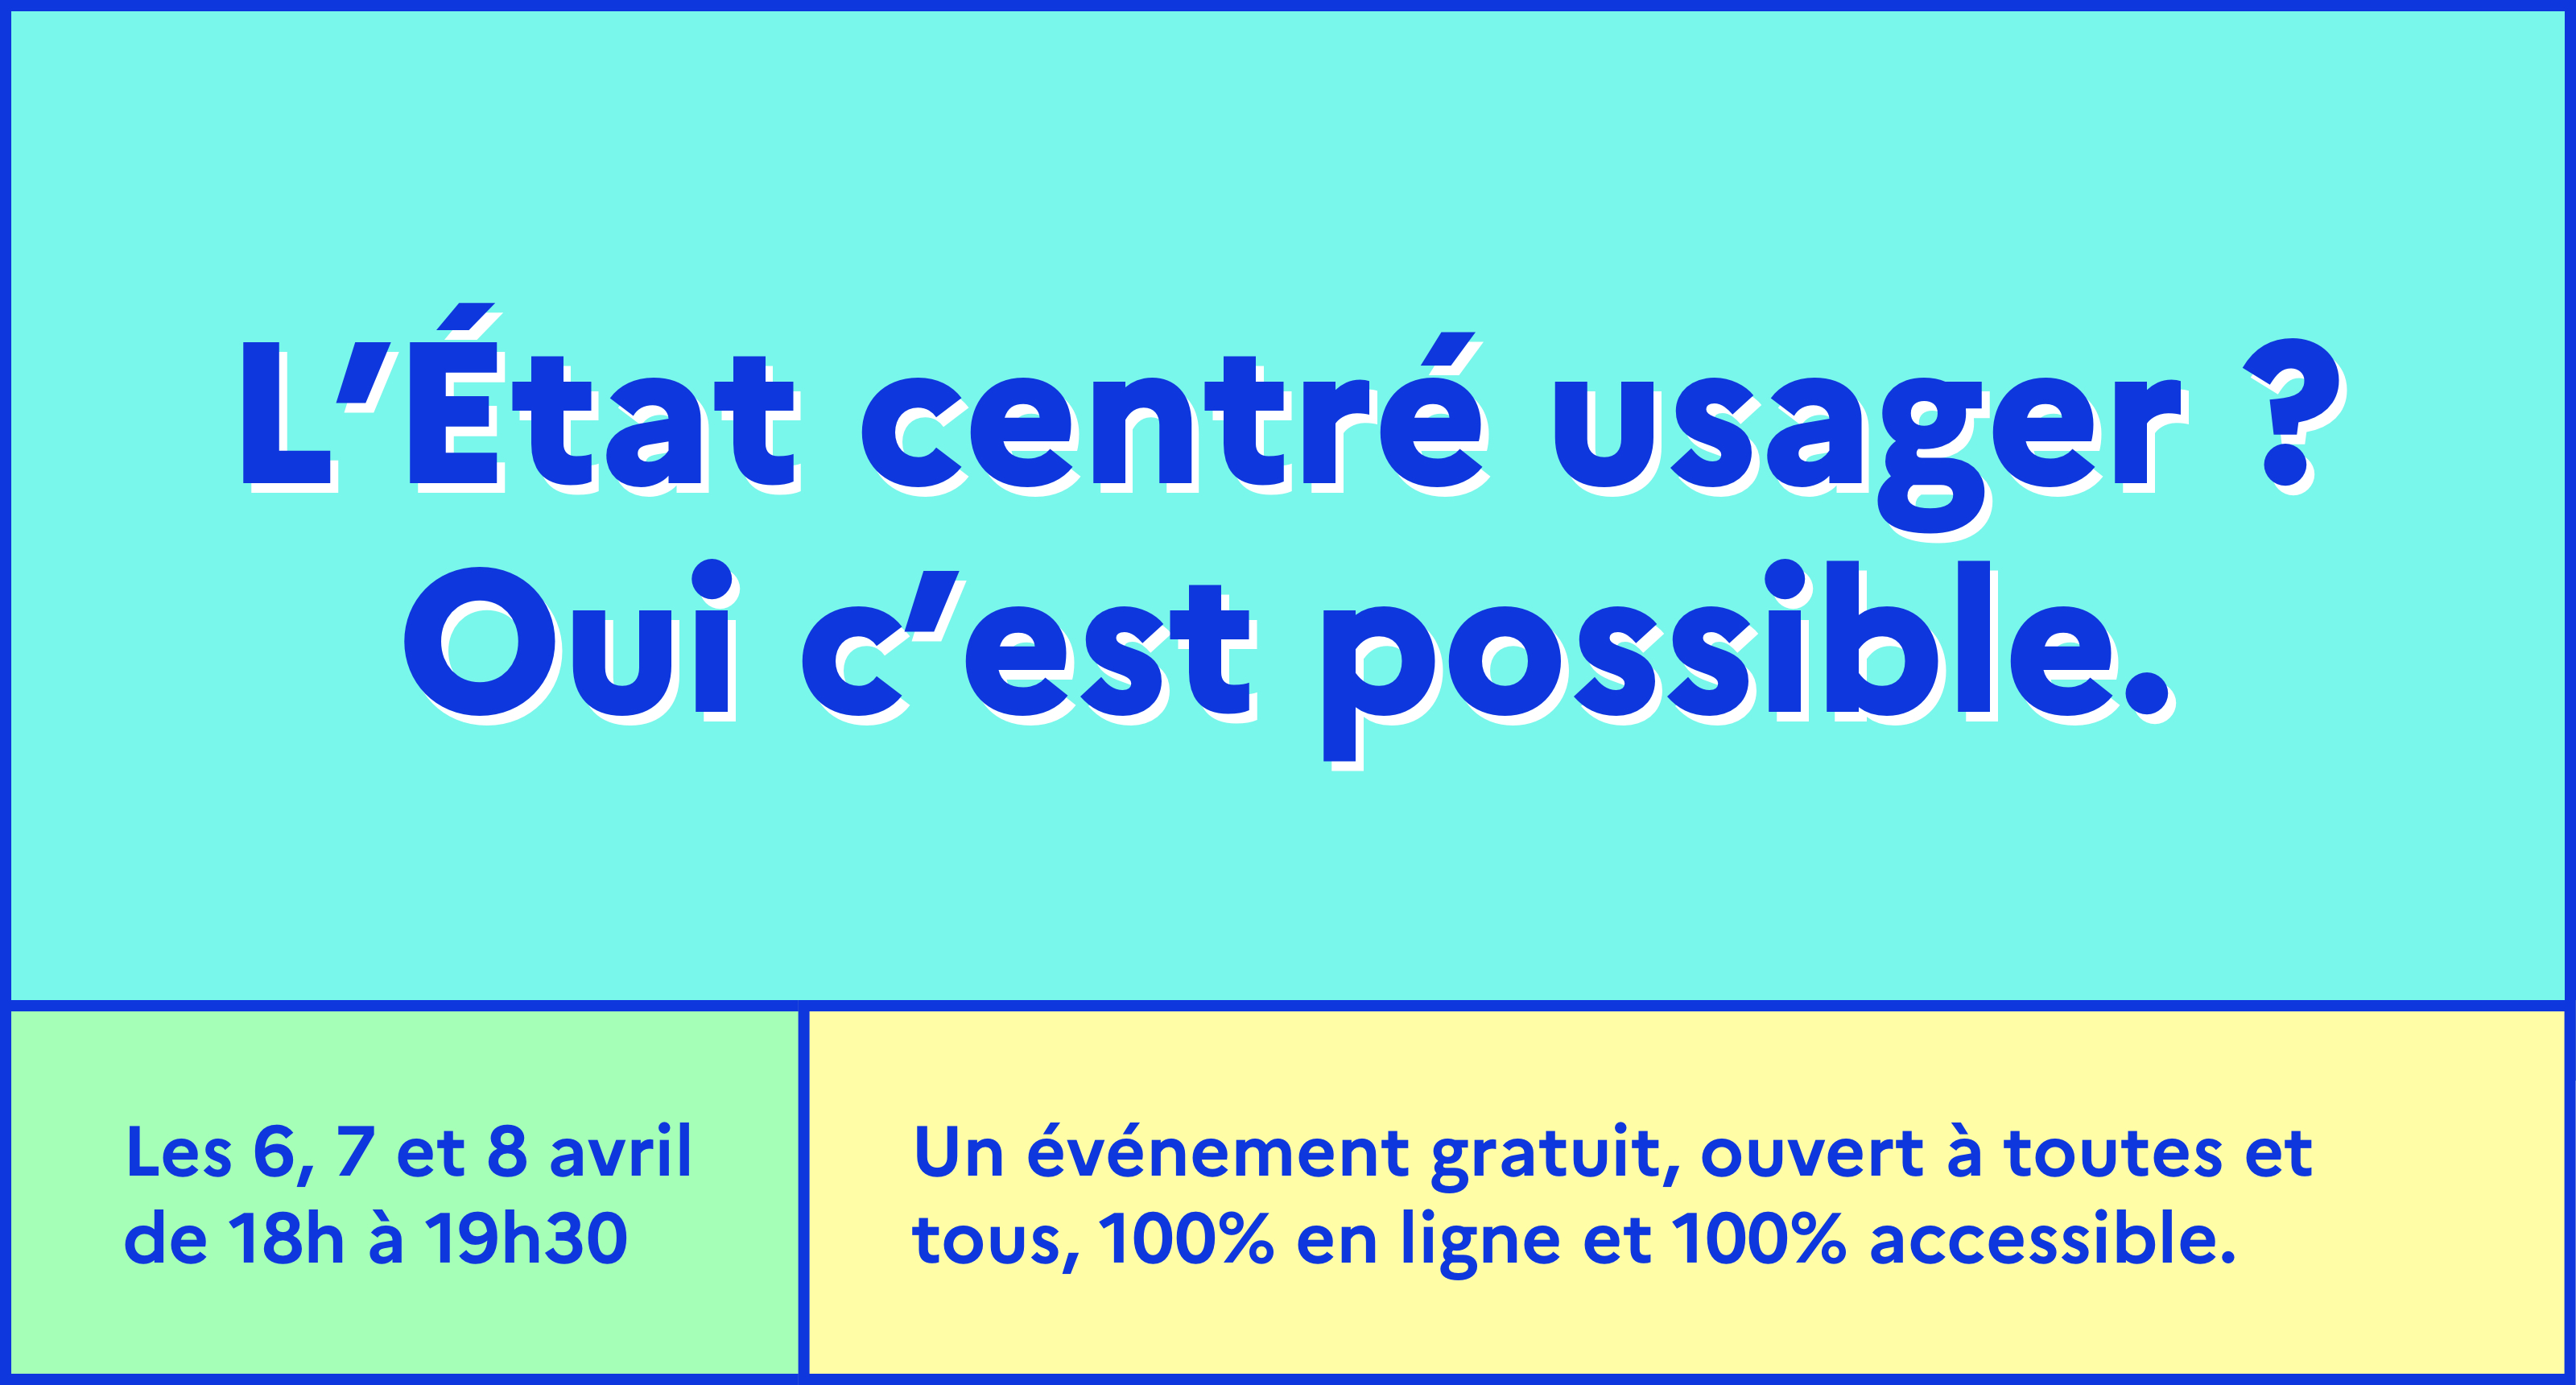 L’État centré usager ?
Oui c’est possible.
Les 6, 7 et 8 avril
de 18h à 19h30
Un événement gratuit, ouvert à toutes et
tous, 100% en ligne et 100% accessible.